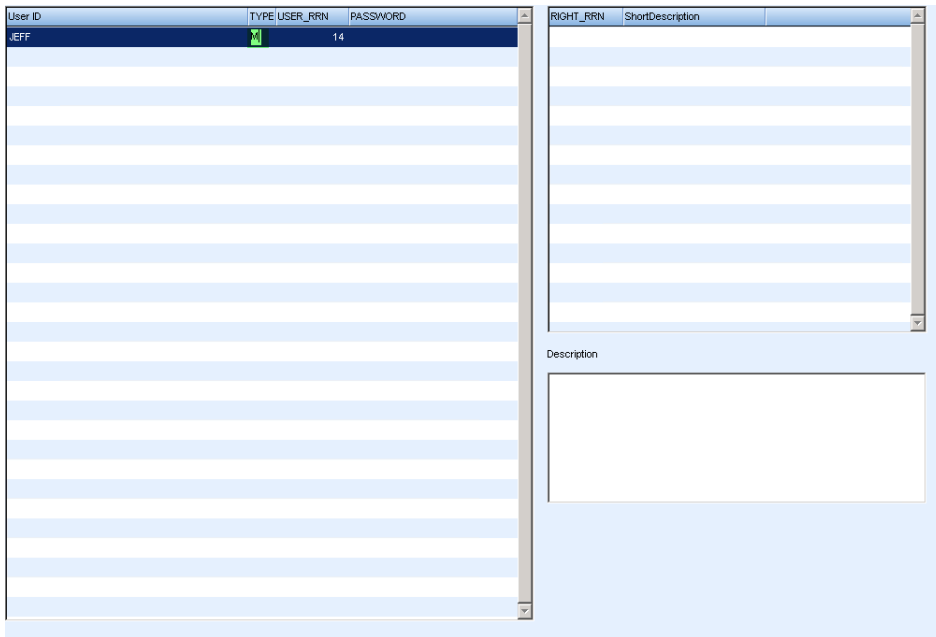 User ID TYPE USER_RRN PASSWORD
JEFF M 14
RIGHT_RRN ShortDescription
Description